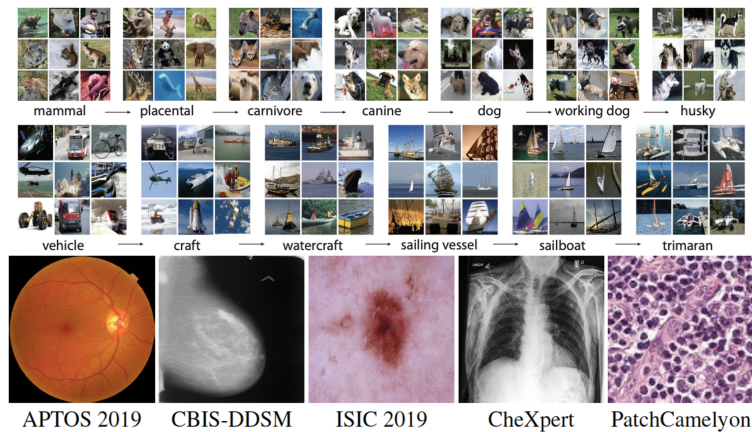 mammal → placental → carnivore → canine → dog → working dog → husky
vehicle → craft → watercraft → sailing vessel → sailboat → trimaran
APTOS 2019 CBIS-DDSM ISIC 2019 CheXpert PatchCamelyon